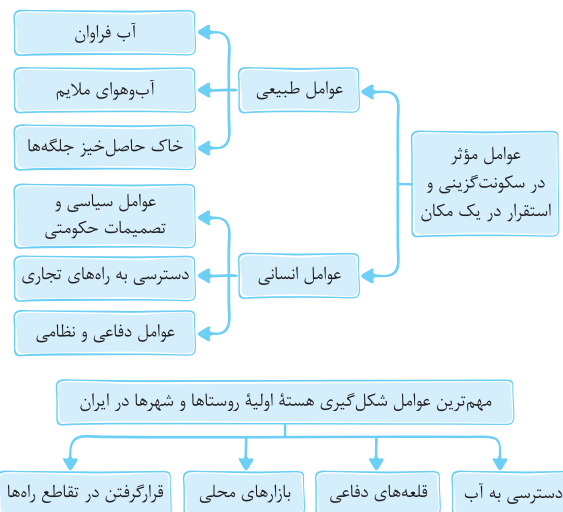 عوامل مؤثر
در سکونت‌گزینی و
استقرار در یک مکان
عوامل طبیعی
آب فراوان
آب‌وهوای ملایم
خاک حاصل‌خیز جلگه‌ها
عوامل انسانی
عوامل سیاسی و
تصمیمات حکومتی
دسترسی به راه‌های تجاری
عوامل دفاعی و نظامی
مهم‌ترین عوامل شکل‌گیری هستهٔ اولیهٔ روستاها و شهرها در ایران
دسترسی به آب
قلعه‌های دفاعی
بازارهای محلی
قرارگرفتن در تقاطع راه‌ها